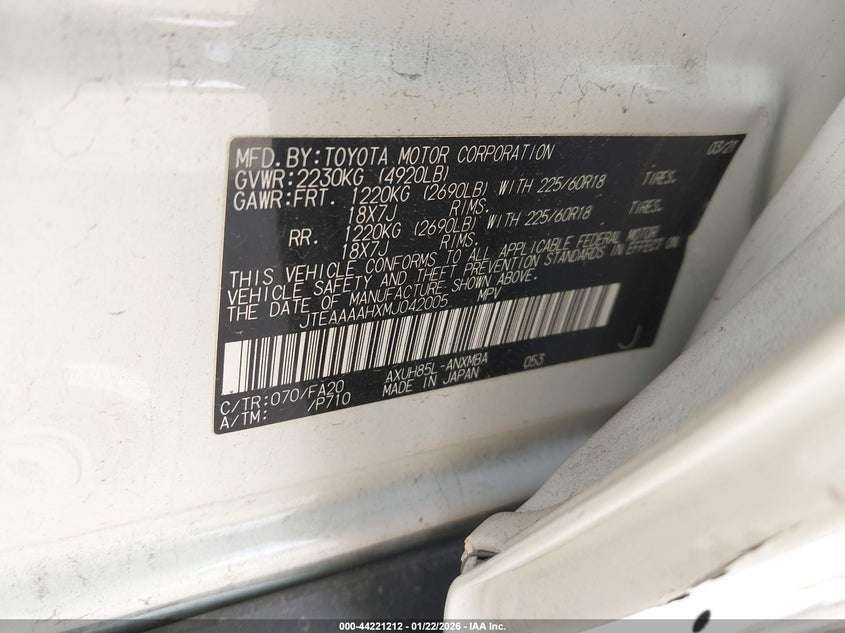 MFD.BY:TOYOTA MOTOR CORPORATION 03/21
GVWR:2230KG (4920LB)
GAWR:FRT. 1220KG (2690LB) WITH 225/60R18 TIRES.
18X7J RIMS.
RR. 1220KG (2690LB) WITH 225/60R18 TIRES.
18X7J RIMS.
THIS VEHICLE CONFORMS TO ALL APPLICABLE FEDERAL MOTOR
VEHICLE SAFETY AND THEFT PREVENTION STANDARDS IN EFFECT ON
THE DATE OF MANUFACTURE SHOWN ABOVE.
JTEAAAAHXMJ042005 MPV
J
C/TR:070/FA20 AXUH85L-ANXMBA 053
A/TM: /P710 MADE IN JAPAN
000-44221212 - 01/22/2026 - IAA Inc.